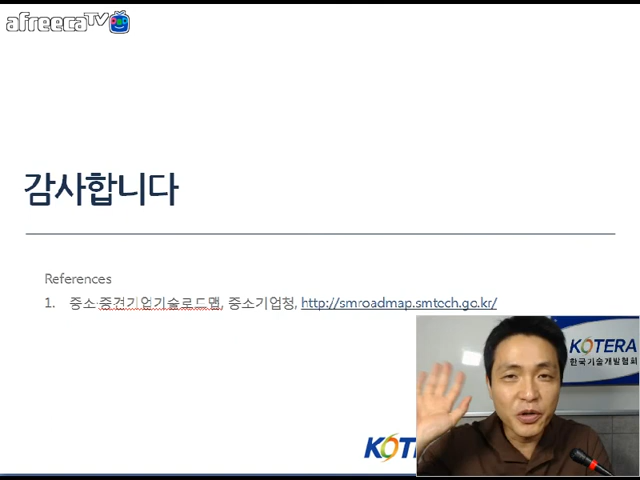 afreecaTV
감사합니다
References
1. 중소·중견기업기술로드맵, 중소기업청, http://smroadmap.smtech.go.kr/
KOTERA
한국기술개발협회
KOTE